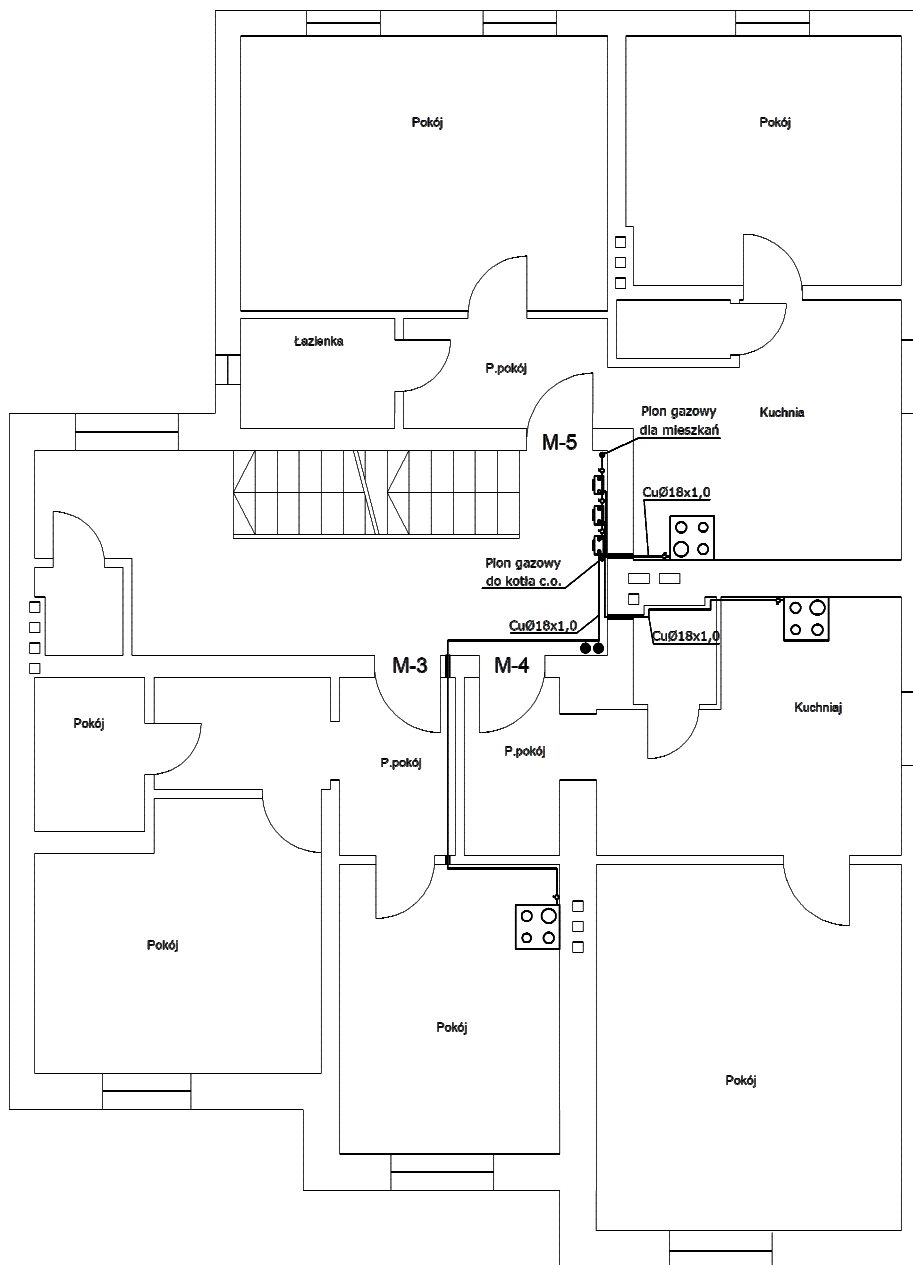 Pokój
Pokój
Łazienka
P.pokój
Kuchnia
Pion gazowy
dla mieszkań
M-5
CuØ18x1,0
Pion gazowy
do kotła c.o.
CuØ18x1,0
CuØ18x1,0
M-3
M-4
Pokój
P.pokój
P.pokój
Kuchniaj
Pokój
Pokój
Pokój